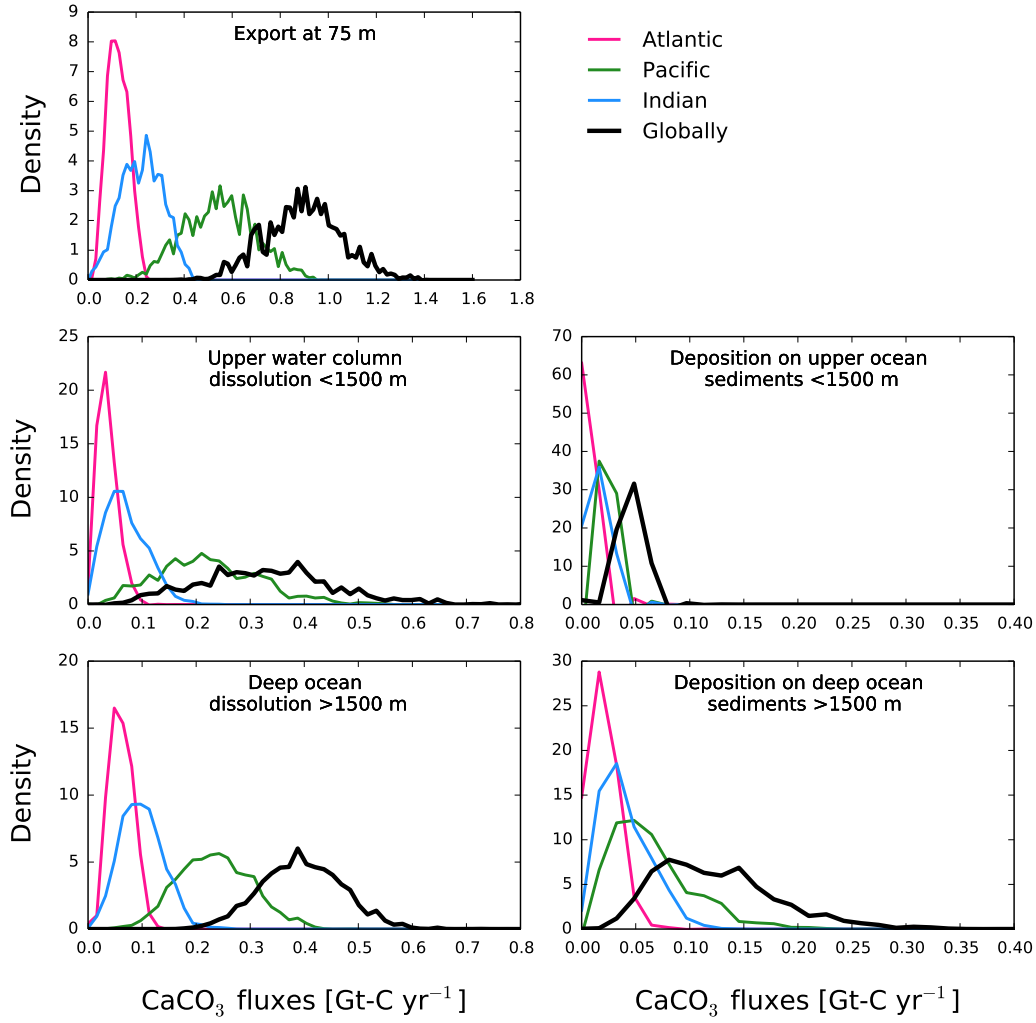 Export at 75 m
Density
9
8
7
6
5
4
3
2
1
0
0.0 0.2 0.4 0.6 0.8 1.0 1.2 1.4 1.6 1.8
Atlantic
Pacific
Indian
Globally
Upper water column
dissolution <1500 m
Density
25
20
15
10
5
0
0.0 0.1 0.2 0.3 0.4 0.5 0.6 0.7 0.8
Deposition on upper ocean
sediments <1500 m
70
60
50
40
30
20
10
0
0.00 0.05 0.10 0.15 0.20 0.25 0.30 0.35 0.40
Deep ocean
dissolution >1500 m
Density
20
15
10
5
0
0.0 0.1 0.2 0.3 0.4 0.5 0.6 0.7 0.8
CaCO₃ fluxes [Gt-C yr⁻¹]
Deposition on deep ocean
sediments >1500 m
30
25
20
15
10
5
0
0.00 0.05 0.10 0.15 0.20 0.25 0.30 0.35 0.40
CaCO₃ fluxes [Gt-C yr⁻¹]